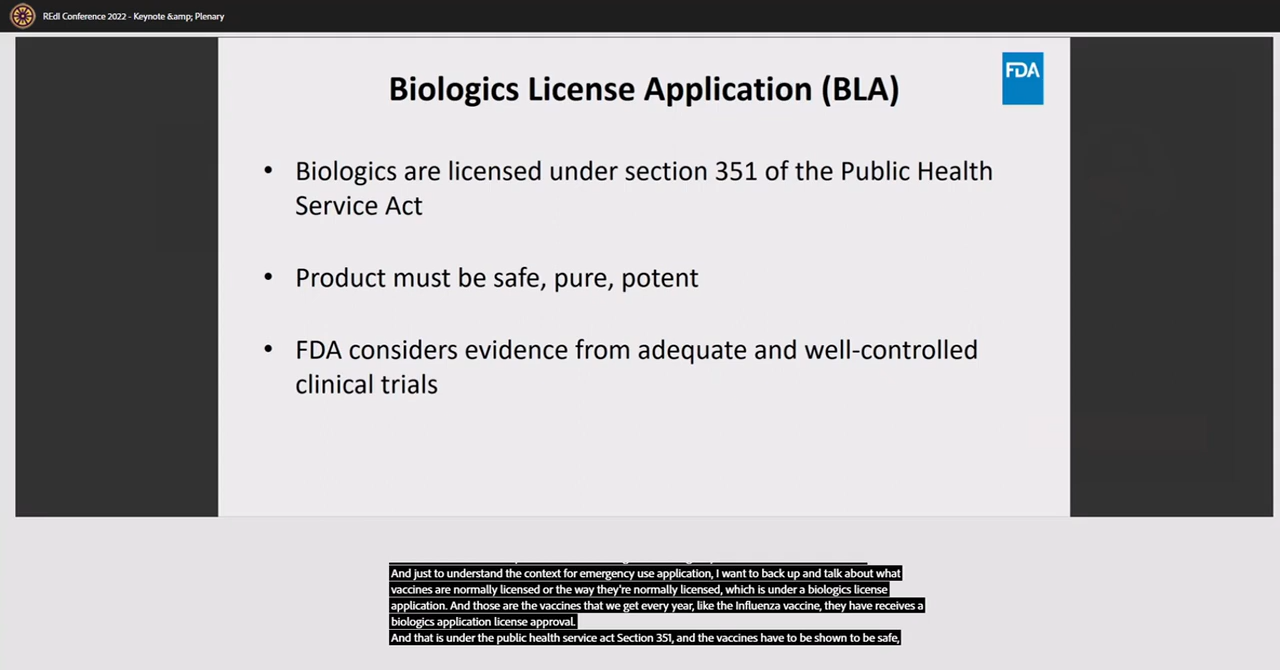 REdI Conference 2022 - Keynote &amp; Plenary
FDA
Biologics License Application (BLA)
• Biologics are licensed under section 351 of the Public Health
Service Act
• Product must be safe, pure, potent
• FDA considers evidence from adequate and well-controlled
clinical trials
And just to understand the context for emergency use application, I want to back up and talk about what
vaccines are normally licensed or the way they're normally licensed, which is under a biologics license
application. And those are the vaccines that we get every year, like the Influenza vaccine, they have receives a
biologics application license approval.
And that is under the public health service act Section 351, and the vaccines have to be shown to be safe,